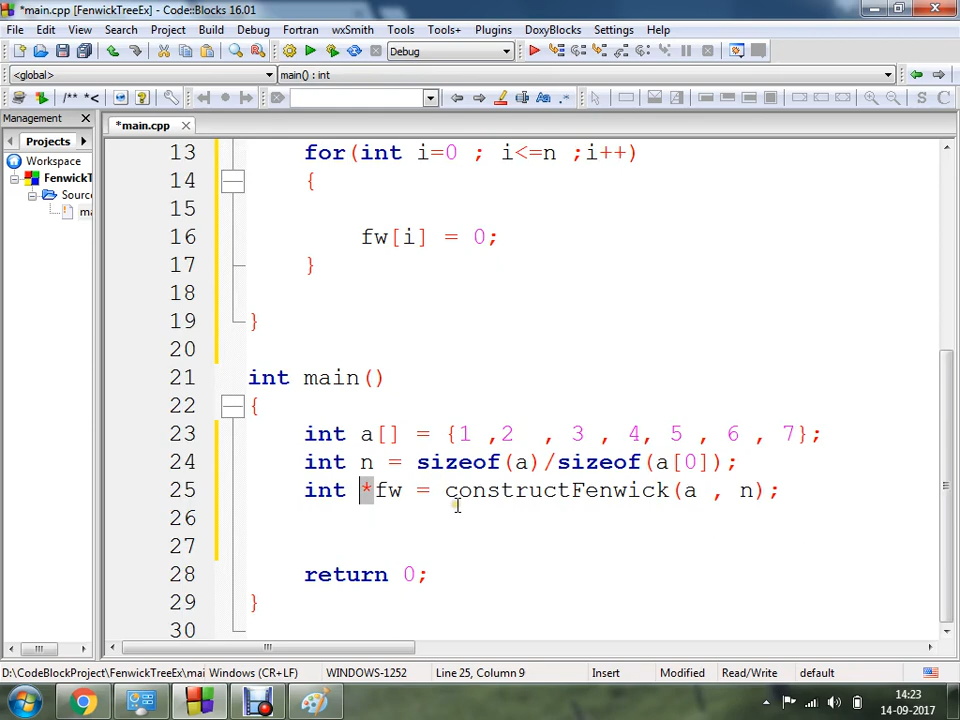 *main.cpp [FenwickTreeEx] - Code::Blocks 16.01
File Edit View Search Project Build Debug Fortran wxSmith Tools Tools+ Plugins DoxyBlocks Settings Help
Debug
<global> main() : int
/** *<
S C
Management
*main.cpp
Projects
Workspace
FenwickT
Sourc
ma
13 for(int i=0 ; i<=n ;i++)
14 {
15
16 fw[i] = 0;
17 }
18
19 }
20
21 int main()
22 {
23 int a[] = {1 ,2 , 3 , 4, 5 , 6 , 7};
24 int n = sizeof(a)/sizeof(a[0]);
25 int *fw = constructFenwick(a , n);
26
27
28 return 0;
29 }
30
D:\CodeBlockProject\FenwickTreeEx\mai Windows (CR+LF) WINDOWS-1252 Line 25, Column 9 Insert Modified Read/Write default
14:23
14-09-2017